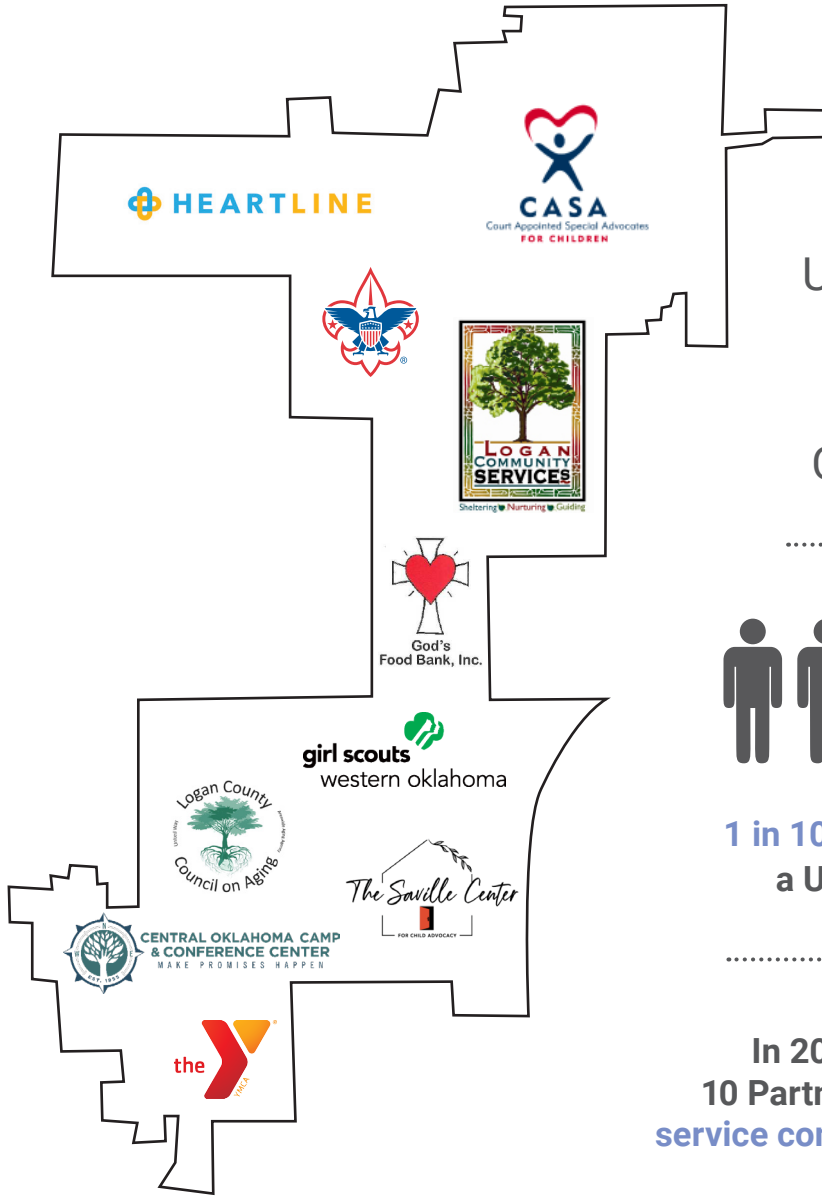 HEARTLINE
CASA
Court Appointed Special Advocates
FOR CHILDREN
U
®
LOGAN
COMMUNITY
SERVICES
Sheltering Nurturing Guiding
C
God's
Food Bank, Inc.
girl scouts
western oklahoma
Logan County
Council on Aging
The Saville Center
FOR CHILD ADVOCACY
1 in 10
a U
N
W E
EST. 1955
CENTRAL OKLAHOMA CAMP
& CONFERENCE CENTER
MAKE PROMISES HAPPEN
the Y
YMCA
®
In 20
10 Partn
service con